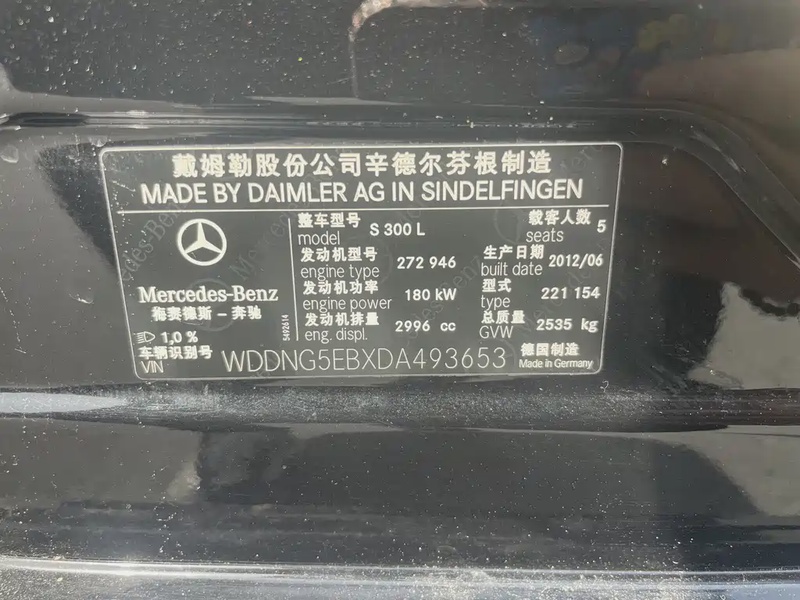 戴姆勒股份公司辛德尔芬根制造
MADE BY DAIMLER AG IN SINDELFINGEN
Mercedes-Benz
梅赛德斯－奔驰
1,0 %
整车型号
model
S 300 L
载客人数
seats
5
发动机型号
engine type
272 946
生产日期
built date
2012/06
发动机功率
engine power
180 kW
型式
type
221 154
发动机排量
eng. displ.
2996 cc
总质量
GVW
2535 kg
5492614
车辆识别号
VIN
WDDNG5EBXDA493653
德国制造
Made in Germany